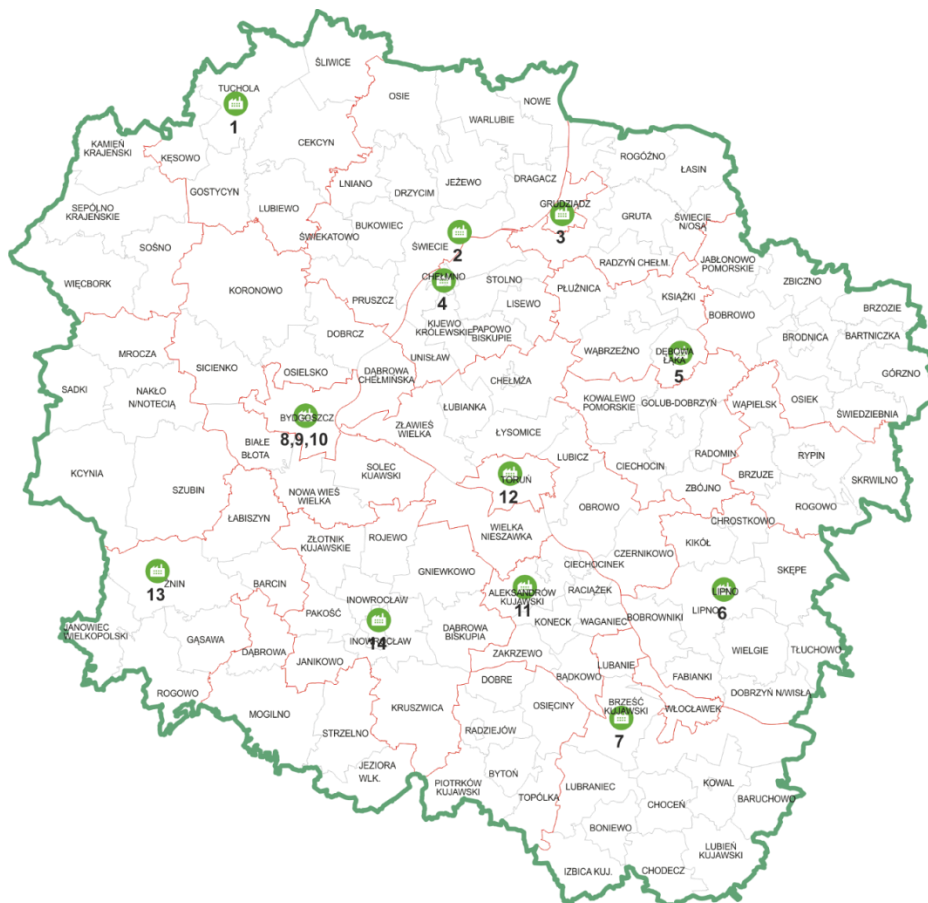 ŚLIWICE
TUCHOLA
1
OSIE
NOWE
WARLUBIE
KAMIEŃ
KRAJEŃSKI
KĘSOWO
CEKCYN
ROGÓŹNO
ŁASIN
GOSTYCYN
LNIANO
DRZYCIM
JEŻEWO
DRAGACZ
GRUDZIĄDZ
3
SEPÓLNO
KRAJEŃSKIE
LUBIEWO
ŚWIEKATOWO
BUKOWIEC
GRUTA
ŚWIECIE
N/OSĄ
SOŚNO
ŚWIECIE
2
RADZYŃ CHEŁM.
JABŁONOWO
POMORSKIE
WIĘCBORK
KORONOWO
CHEŁMNO
4
STOLNO
PŁUŻNICA
KSIĄŻKI
ZBICZNO
PRUSZCZ
LISEWO
BOBROWO
BRZOZIE
DOBRCZ
KIJEWO
KRÓLEWSKIE
PAPOWO
BISKUPIE
BRODNICA
BARTNICZKA
MROCZA
SICIENKO
OSIELSKO
UNISŁAW
WĄBRZEŹNO
DĘBOWA
ŁĄKA
5
GÓRZNO
SADKI
NAKŁO
N/NOTECIĄ
DĄBROWA
CHEŁMIŃSKA
CHEŁMŻA
KOWALEWO
POMORSKIE
GOLUB-DOBRZYŃ
WĄPIELSK
OSIEK
ŚWIEDZIEBNIA
BYDGOSZCZ
8,9,10
ŁUBIANKA
ZŁAWIEŚ
WIELKA
ŁYSOMICE
BIAŁE
BŁOTA
LUBICZ
RADOMIN
RYPIN
KCYNIA
SOLEC
KUAWSKI
CIECHOCIN
BRZUZE
SKRWILNO
SZUBIN
NOWA WIEŚ
WIELKA
TORUŃ
12
ZBÓJNO
ROGOWO
ŁABISZYN
OBROWO
CHROSTKOWO
ZŁOTNIK
KUJAWSKIE
ROJEWO
WIELKA
NIESZAWKA
KIKÓŁ
CZERNIKOWO
CIECHOCINEK
SKĘPE
ŻNIN
13
BARCIN
GNIEWKOWO
ALEKSANDRÓW
KUJAWSKI
11
RACIĄŻEK
LIPNO
6
INOWROCŁAW
PAKOŚĆ
LIPNO
BOBROWNIKI
JANOWIEC
WIELKOPOLSKI
GĄSAWA
INOWROCŁAW
14
DĄBROWA
BISKUPIA
KONECK
WAGANIEC
WIELGIE
TŁUCHOWO
DĄBROWA
JANIKOWO
ZAKRZEWO
LUBANIE
FABIANKI
DOBRE
BĄDKOWO
DOBRZYŃ N/WISŁĄ
ROGOWO
KRUSZWICA
OSIĘCINY
BRZEŚĆ
KUJAWSKI
7
WŁOCŁAWEK
MOGILNO
STRZELNO
RADZIEJÓW
JEZIORA
WLK.
BYTOŃ
PIOTRKÓW
KUJAWSKI
TOPÓLKA
LUBRANIEC
KOWAL
BARUCHOWO
CHOCEŃ
BONIEWO
LUBIEŃ
KUJAWSKI
IZBICA KUJ.
CHODECZ